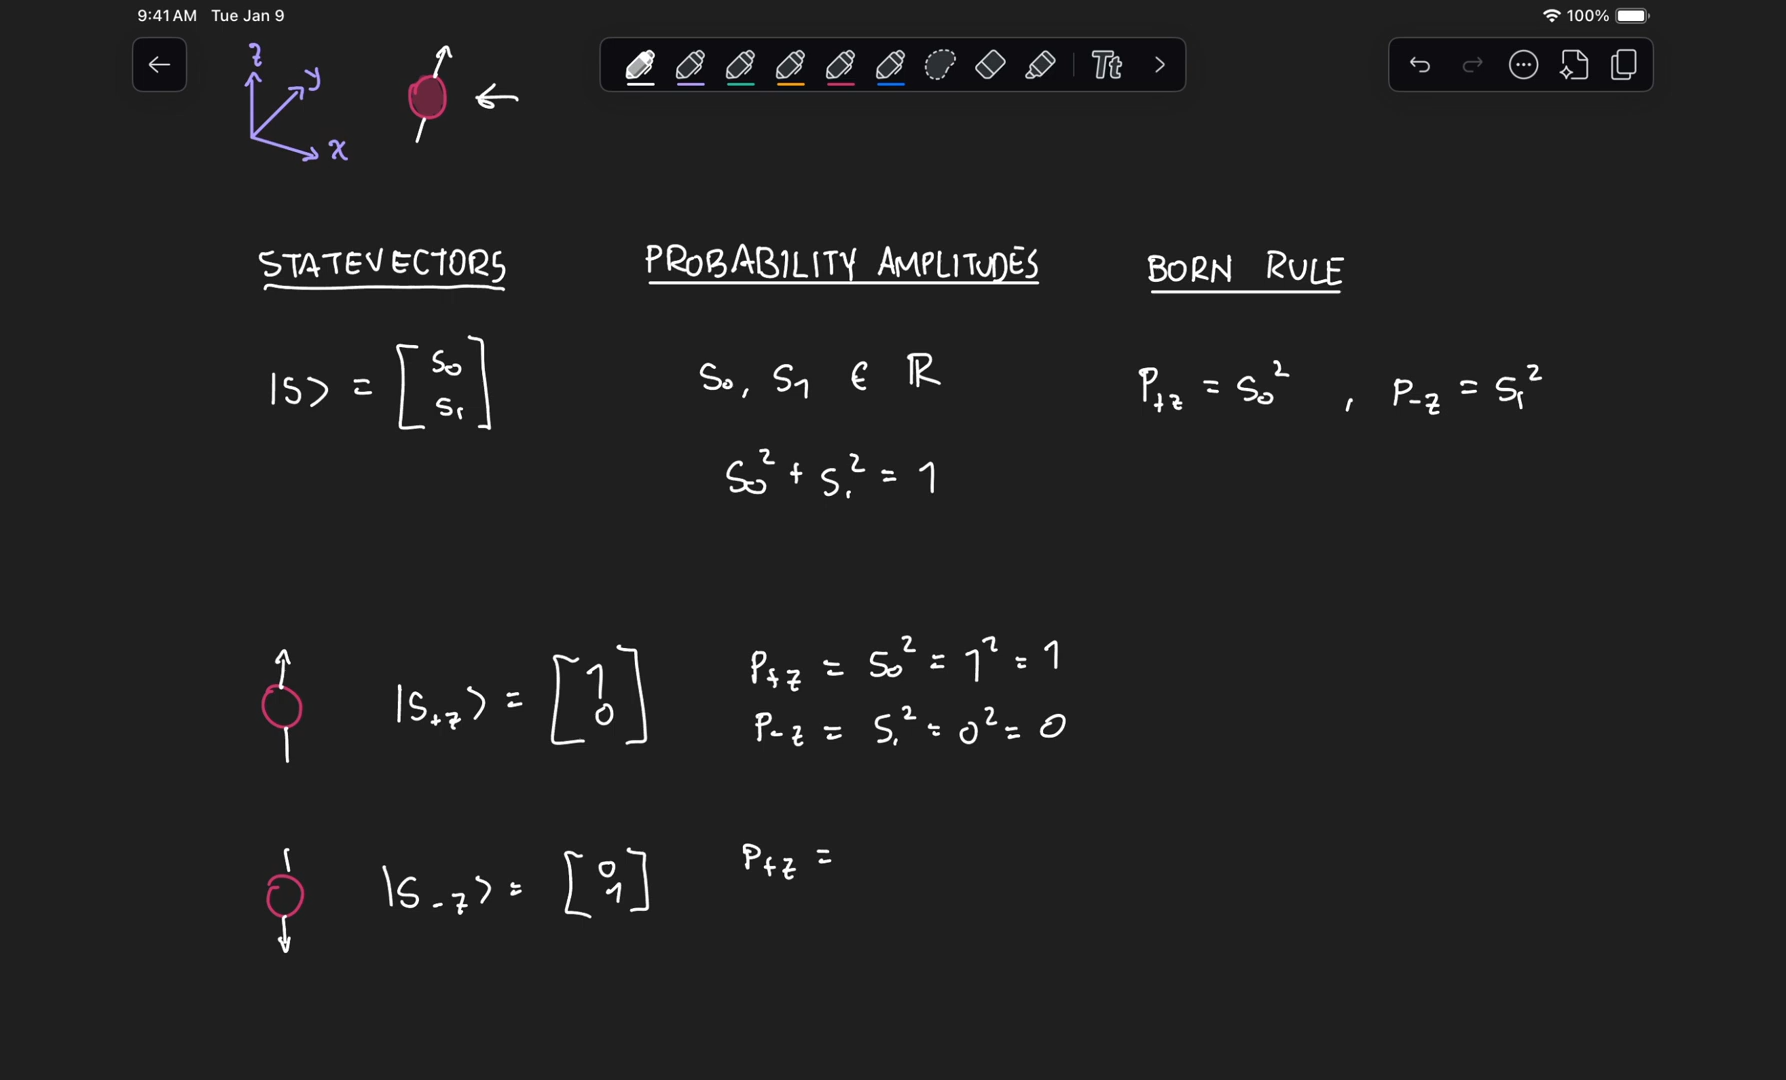 9:41 AM Tue Jan 9
100%
Tt
z
y
x
STATEVECTORS
PROBABILITY AMPLITUDES
BORN RULE
|s⟩ = [s₀ s₁]
s₀, s₁ ∈ ℝ
P₊z = s₀² , P₋z = s₁²
s₀² + s₁² = 1
|s₊z⟩ = [1 0]
P₊z = s₀² = 1² = 1
P₋z = s₁² = 0² = 0
|s₋z⟩ = [0 1]
P₊z =